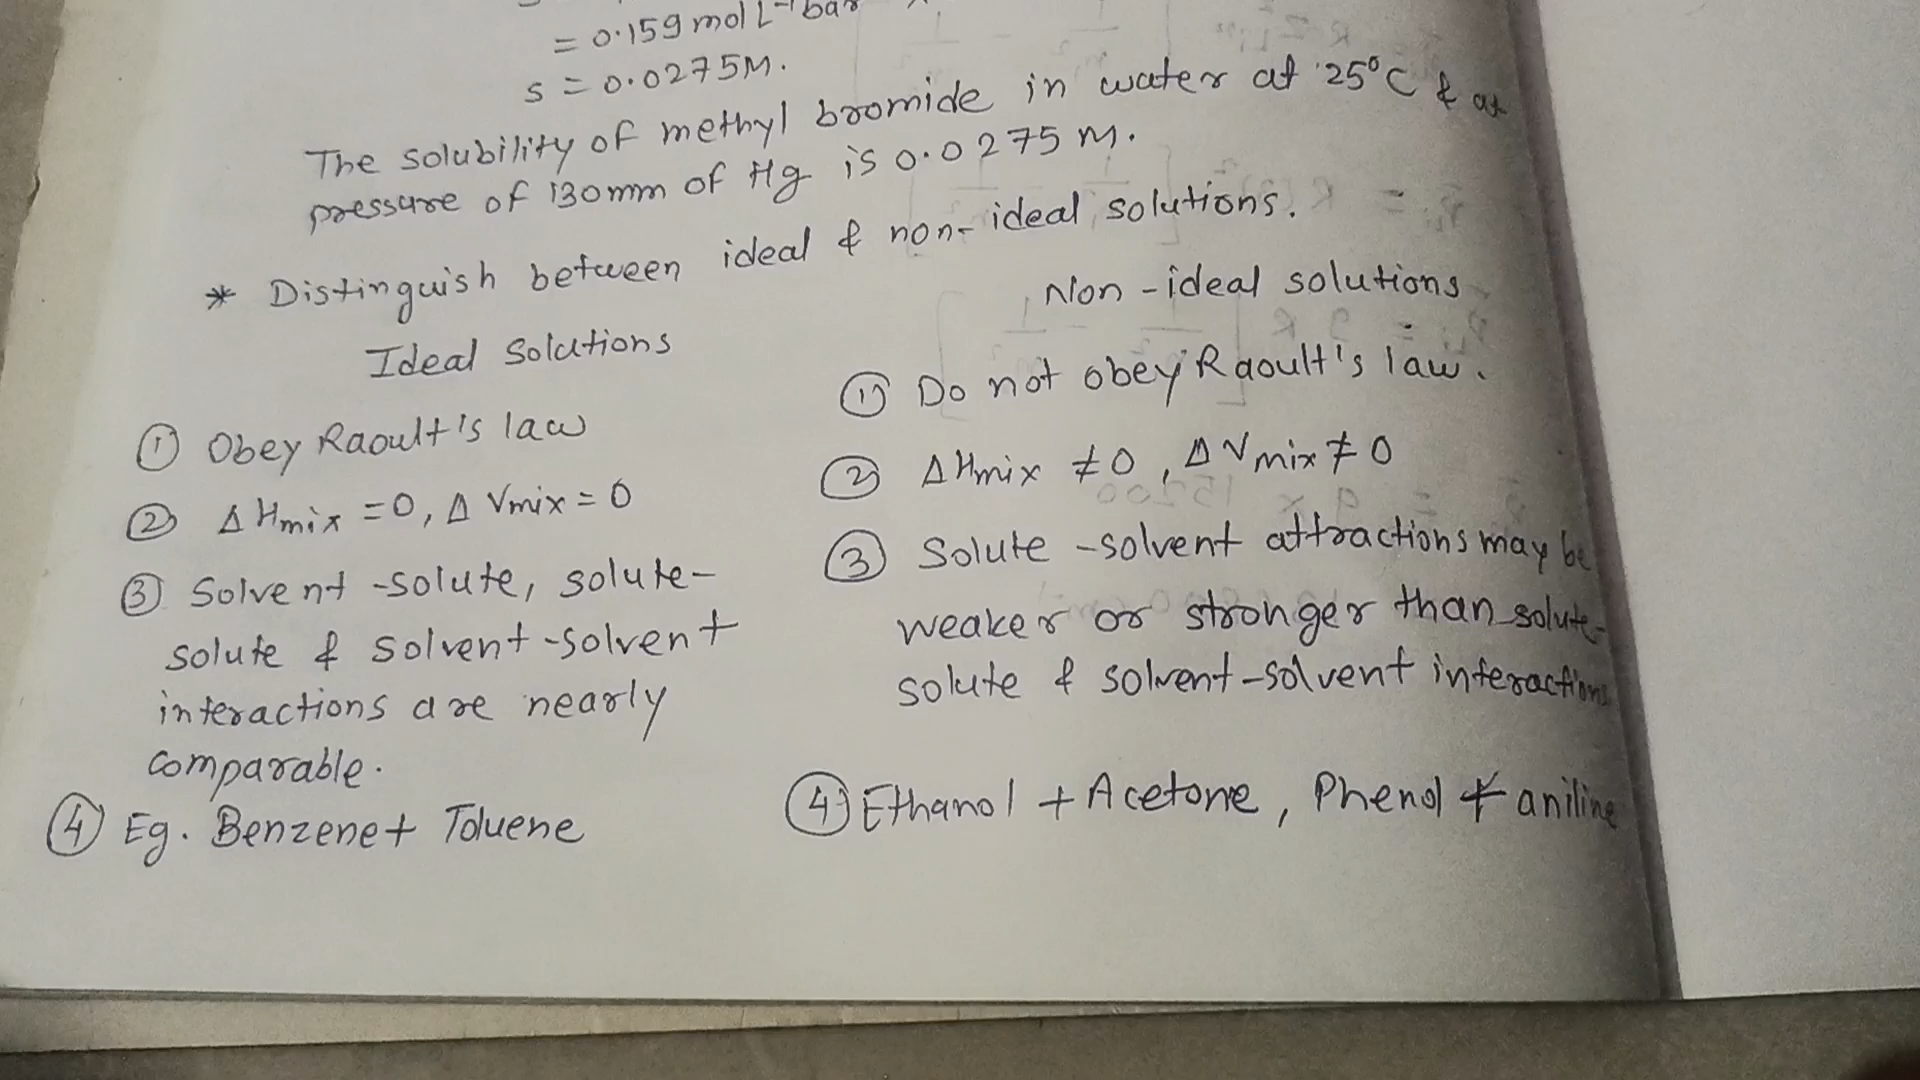 = 0.159 mol L⁻¹ bar
s = 0.0275M.
The solubility of methyl bromide in water at 25°C & at
pressure of 130mm of Hg is 0.0275 M.
* Distinguish between ideal & non-ideal solutions.
Ideal Solutions
① Obey Raoult's law
② ΔHmix = 0, ΔVmix = 0
③ Solvent-solute, solute-
solute & solvent-solvent
interactions are nearly
comparable.
④ Eg. Benzene + Toluene
Non-ideal solutions
① Do not obey Raoult's law.
② ΔHmix ≠ 0, ΔVmix ≠ 0
③ Solute-solvent attractions may be
weaker or stronger than solute-
solute & solvent-solvent interactions
④ Ethanol + Acetone, Phenol & aniline